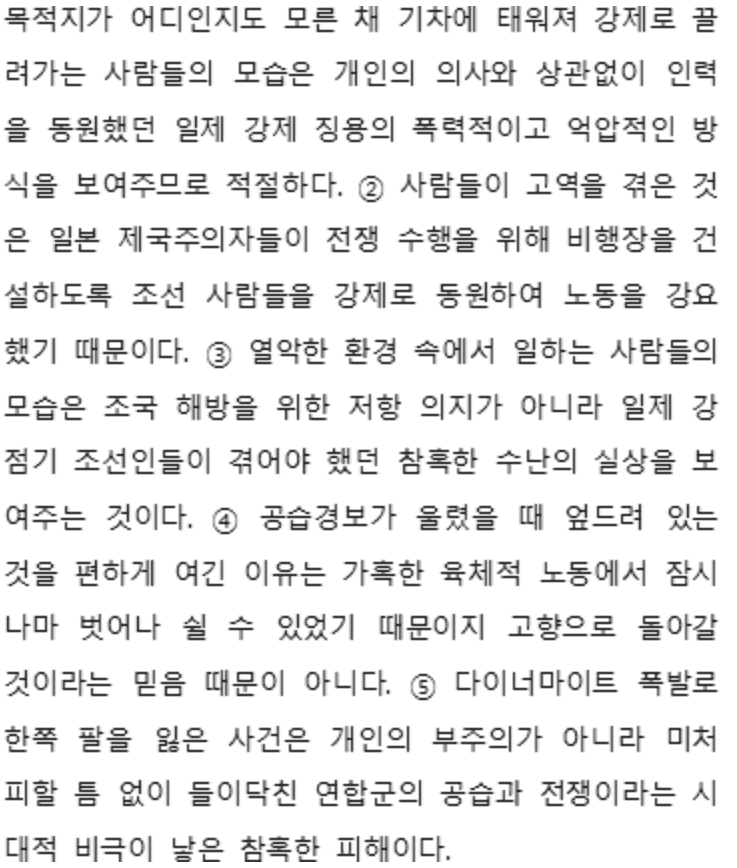 목적지가 어디인지도 모른 채 기차에 태워져 강제로 끌
려가는 사람들의 모습은 개인의 의사와 상관없이 인력
을 동원했던 일제 강제 징용의 폭력적이고 억압적인 방
식을 보여주므로 적절하다. ② 사람들이 고역을 겪은 것
은 일본 제국주의자들이 전쟁 수행을 위해 비행장을 건
설하도록 조선 사람들을 강제로 동원하여 노동을 강요
했기 때문이다. ③ 열악한 환경 속에서 일하는 사람들의
모습은 조국 해방을 위한 저항 의지가 아니라 일제 강
점기 조선인들이 겪어야 했던 참혹한 수난의 실상을 보
여주는 것이다. ④ 공습경보가 울렸을 때 엎드려 있는
것을 편하게 여긴 이유는 가혹한 육체적 노동에서 잠시
나마 벗어나 쉴 수 있었기 때문이지 고향으로 돌아갈
것이라는 믿음 때문이 아니다. ⑤ 다이너마이트 폭발로
한쪽 팔을 잃은 사건은 개인의 부주의가 아니라 미처
피할 틈 없이 들이닥친 연합군의 공습과 전쟁이라는 시
대적 비극이 낳은 참혹한 피해이다.